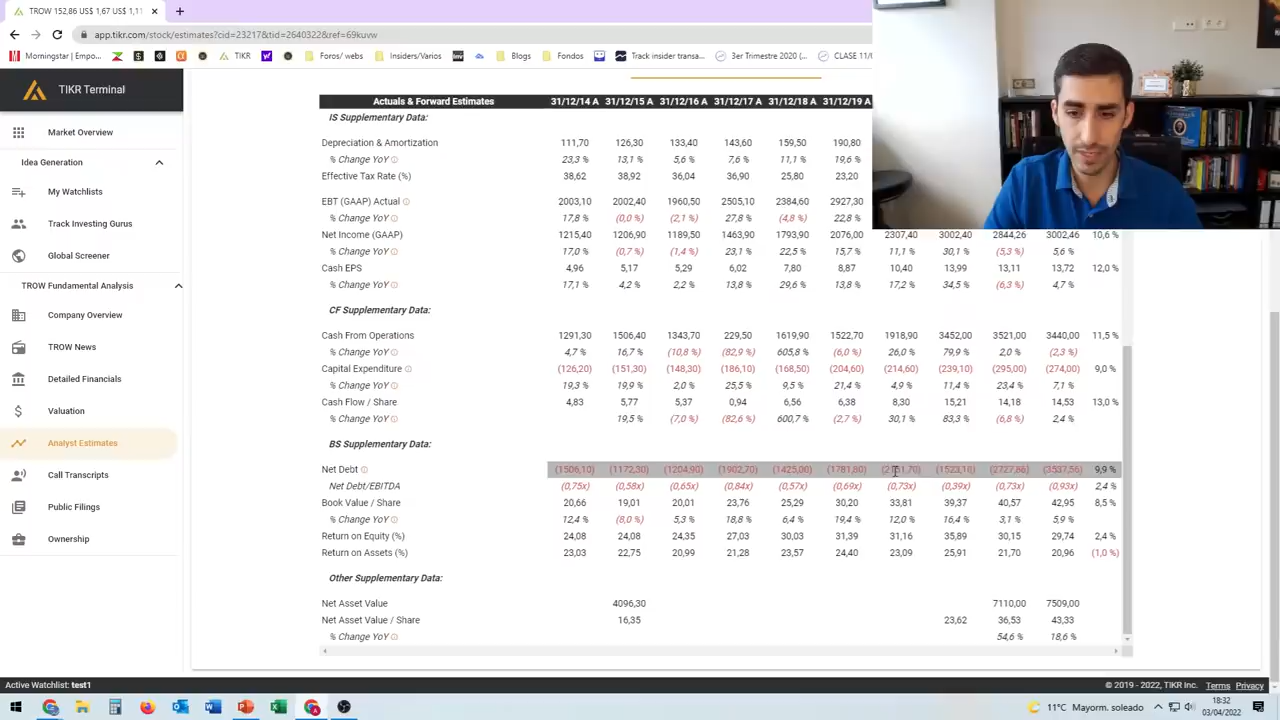 TROW 152,86 US$ 1,67 US$ 1,11
app.tikr.com/stock/estimates?cid=23217&tid=2640322&ref=69kuvw
Morningstar | Empo... TIKR Foros/ webs Insiders/Varios Blogs Fondos Track insider transa... 3er Trimestre 2020 (... CLASE 11/
TIKR Terminal
Market Overview
Idea Generation
My Watchlists
Track Investing Gurus
Global Screener
TROW Fundamental Analysis
Company Overview
TROW News
Detailed Financials
Valuation
Analyst Estimates
Call Transcripts
Public Filings
Ownership
Actuals & Forward Estimates 31/12/14 A 31/12/15 A 31/12/16 A 31/12/17 A 31/12/18 A 31/12/19 A
IS Supplementary Data:
Depreciation & Amortization 111,70 126,30 133,40 143,60 159,50 190,80
% Change YoY 23,3 % 13,1 % 5,6 % 7,6 % 11,1 % 19,6 %
Effective Tax Rate (%) 38,62 38,92 36,04 36,90 25,80 23,20
EBT (GAAP) Actual 2003,10 2002,40 1960,50 2505,10 2384,60 2927,30
% Change YoY 17,8 % (0,0 %) (2,1 %) 27,8 % (4,8 %) 22,8 %
Net Income (GAAP) 1215,40 1206,90 1189,50 1463,90 1793,90 2076,00 2307,40 3002,40 2844,26 3002,46 10,6 %
% Change YoY 17,0 % (0,7 %) (1,4 %) 23,1 % 22,5 % 15,7 % 11,1 % 30,1 % (5,3 %) 5,6 %
Cash EPS 4,96 5,17 5,29 6,02 7,80 8,87 10,40 13,99 13,11 13,72 12,0 %
% Change YoY 17,1 % 4,2 % 2,2 % 13,8 % 29,6 % 13,8 % 17,2 % 34,5 % (6,3 %) 4,7 %
CF Supplementary Data:
Cash From Operations 1291,30 1506,40 1343,70 229,50 1619,90 1522,70 1918,90 3452,00 3521,00 3440,00 11,5 %
% Change YoY 4,7 % 16,7 % (10,8 %) (82,9 %) 605,8 % (6,0 %) 26,0 % 79,9 % 2,0 % (2,3 %)
Capital Expenditure (126,20) (151,30) (148,30) (186,10) (168,50) (204,60) (214,60) (239,10) (295,00) (274,00) 9,0 %
% Change YoY 19,3 % 19,9 % 2,0 % 25,5 % 9,5 % 21,4 % 4,9 % 11,4 % 23,4 % 7,1 %
Cash Flow / Share 4,83 5,77 5,37 0,94 6,56 6,38 8,30 15,21 14,18 14,53 13,0 %
% Change YoY 19,5 % (7,0 %) (82,6 %) 600,7 % (2,7 %) 30,1 % 83,3 % (6,8 %) 2,4 %
BS Supplementary Data:
Net Debt (1506,10) (1172,30) (1204,90) (1902,70) (1425,00) (1781,80) (1523,10) (2727,86) (3537,56) 9,9 %
Net Debt/EBITDA (0,75x) (0,58x) (0,65x) (0,84x) (0,57x) (0,69x) (0,73x) (0,39x) (0,73x) (0,93x) 2,4 %
Book Value / Share 20,66 19,01 20,01 23,76 25,29 30,20 33,81 39,37 40,57 42,95 8,5 %
% Change YoY 12,4 % (8,0 %) 5,3 % 18,8 % 6,4 % 19,4 % 12,0 % 16,4 % 3,1 % 5,9 %
Return on Equity (%) 24,08 24,08 24,35 27,03 30,03 31,39 31,16 35,89 30,15 29,74 2,4 %
Return on Assets (%) 23,03 22,75 20,99 21,28 23,57 24,40 23,09 25,91 21,70 20,96 (1,0 %)
Other Supplementary Data:
Net Asset Value 4096,30 7110,00 7509,00
Net Asset Value / Share 16,35 23,62 36,53 43,33
% Change YoY 54,6 % 18,6 %
Active Watchlist: test1 © 2019 - 2022, TIKR Inc. Terms Privacy
11°C Mayorm. soleado
18:32
03/04/2022